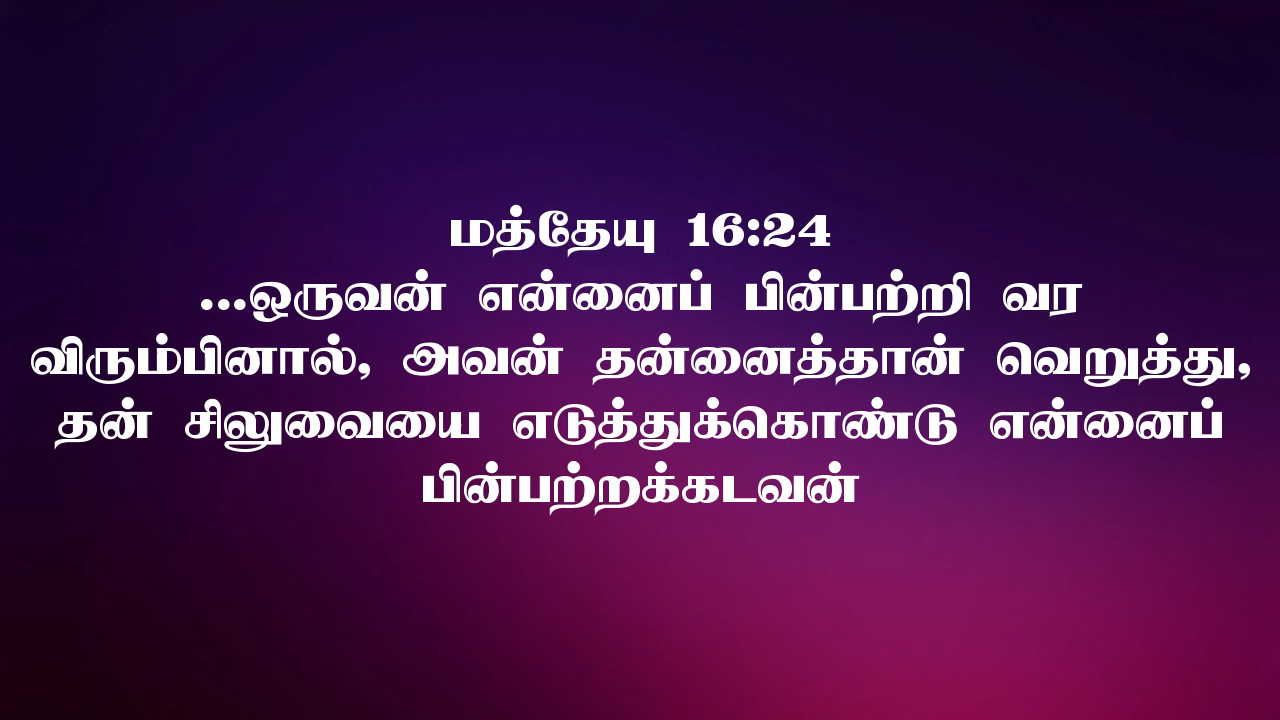 மத்தேயு 16:24
...ஒருவன் என்னைப் பின்பற்றி வர
விரும்பினால், அவன் தன்னைத்தான் வெறுத்து,
தன் சிலுவையை எடுத்துக்கொண்டு என்னைப்
பின்பற்றக்கடவன்